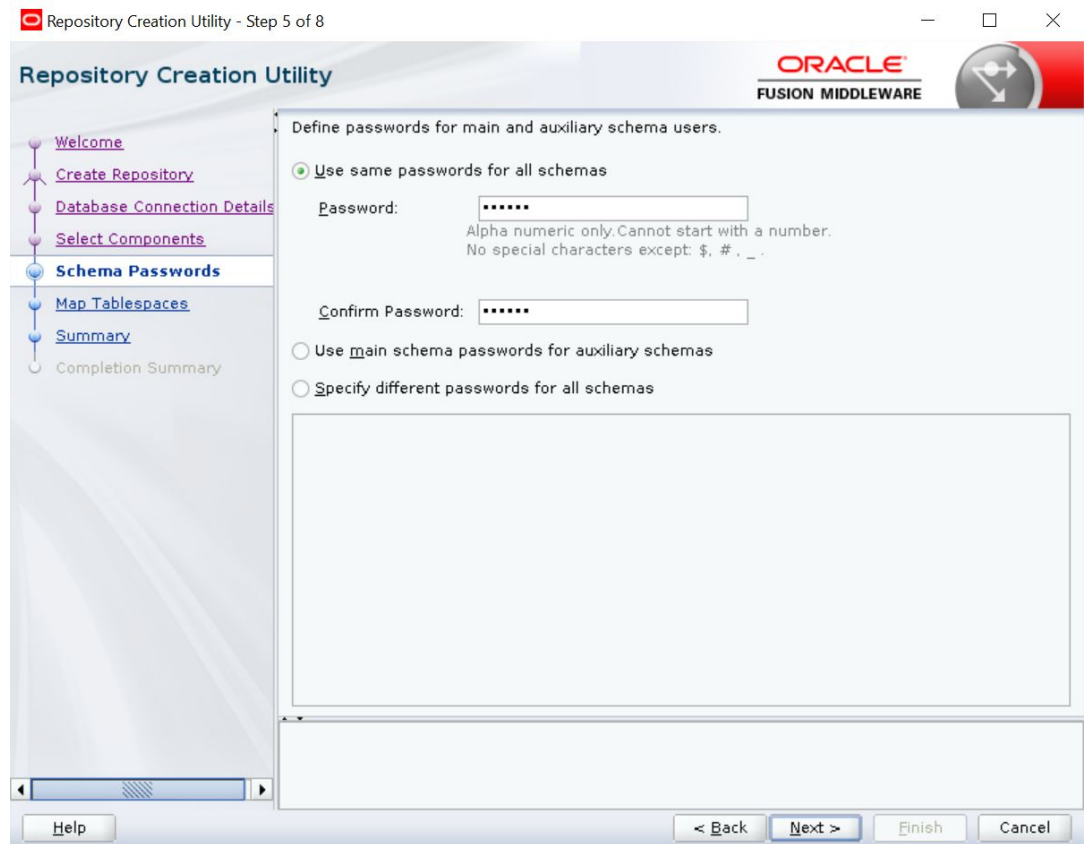 Repository Creation Utility - Step 5 of 8
Repository Creation Utility
ORACLE
FUSION MIDDLEWARE
Welcome
Create Repository
Database Connection Details
Select Components
Schema Passwords
Map Tablespaces
Summary
Completion Summary
Define passwords for main and auxiliary schema users.
Use same passwords for all schemas
Password: ••••••
Alpha numeric only.Cannot start with a number.
No special characters except: $, # , _ .
Confirm Password: ••••••
Use main schema passwords for auxiliary schemas
Specify different passwords for all schemas
Help
< Back
Next >
Finish
Cancel